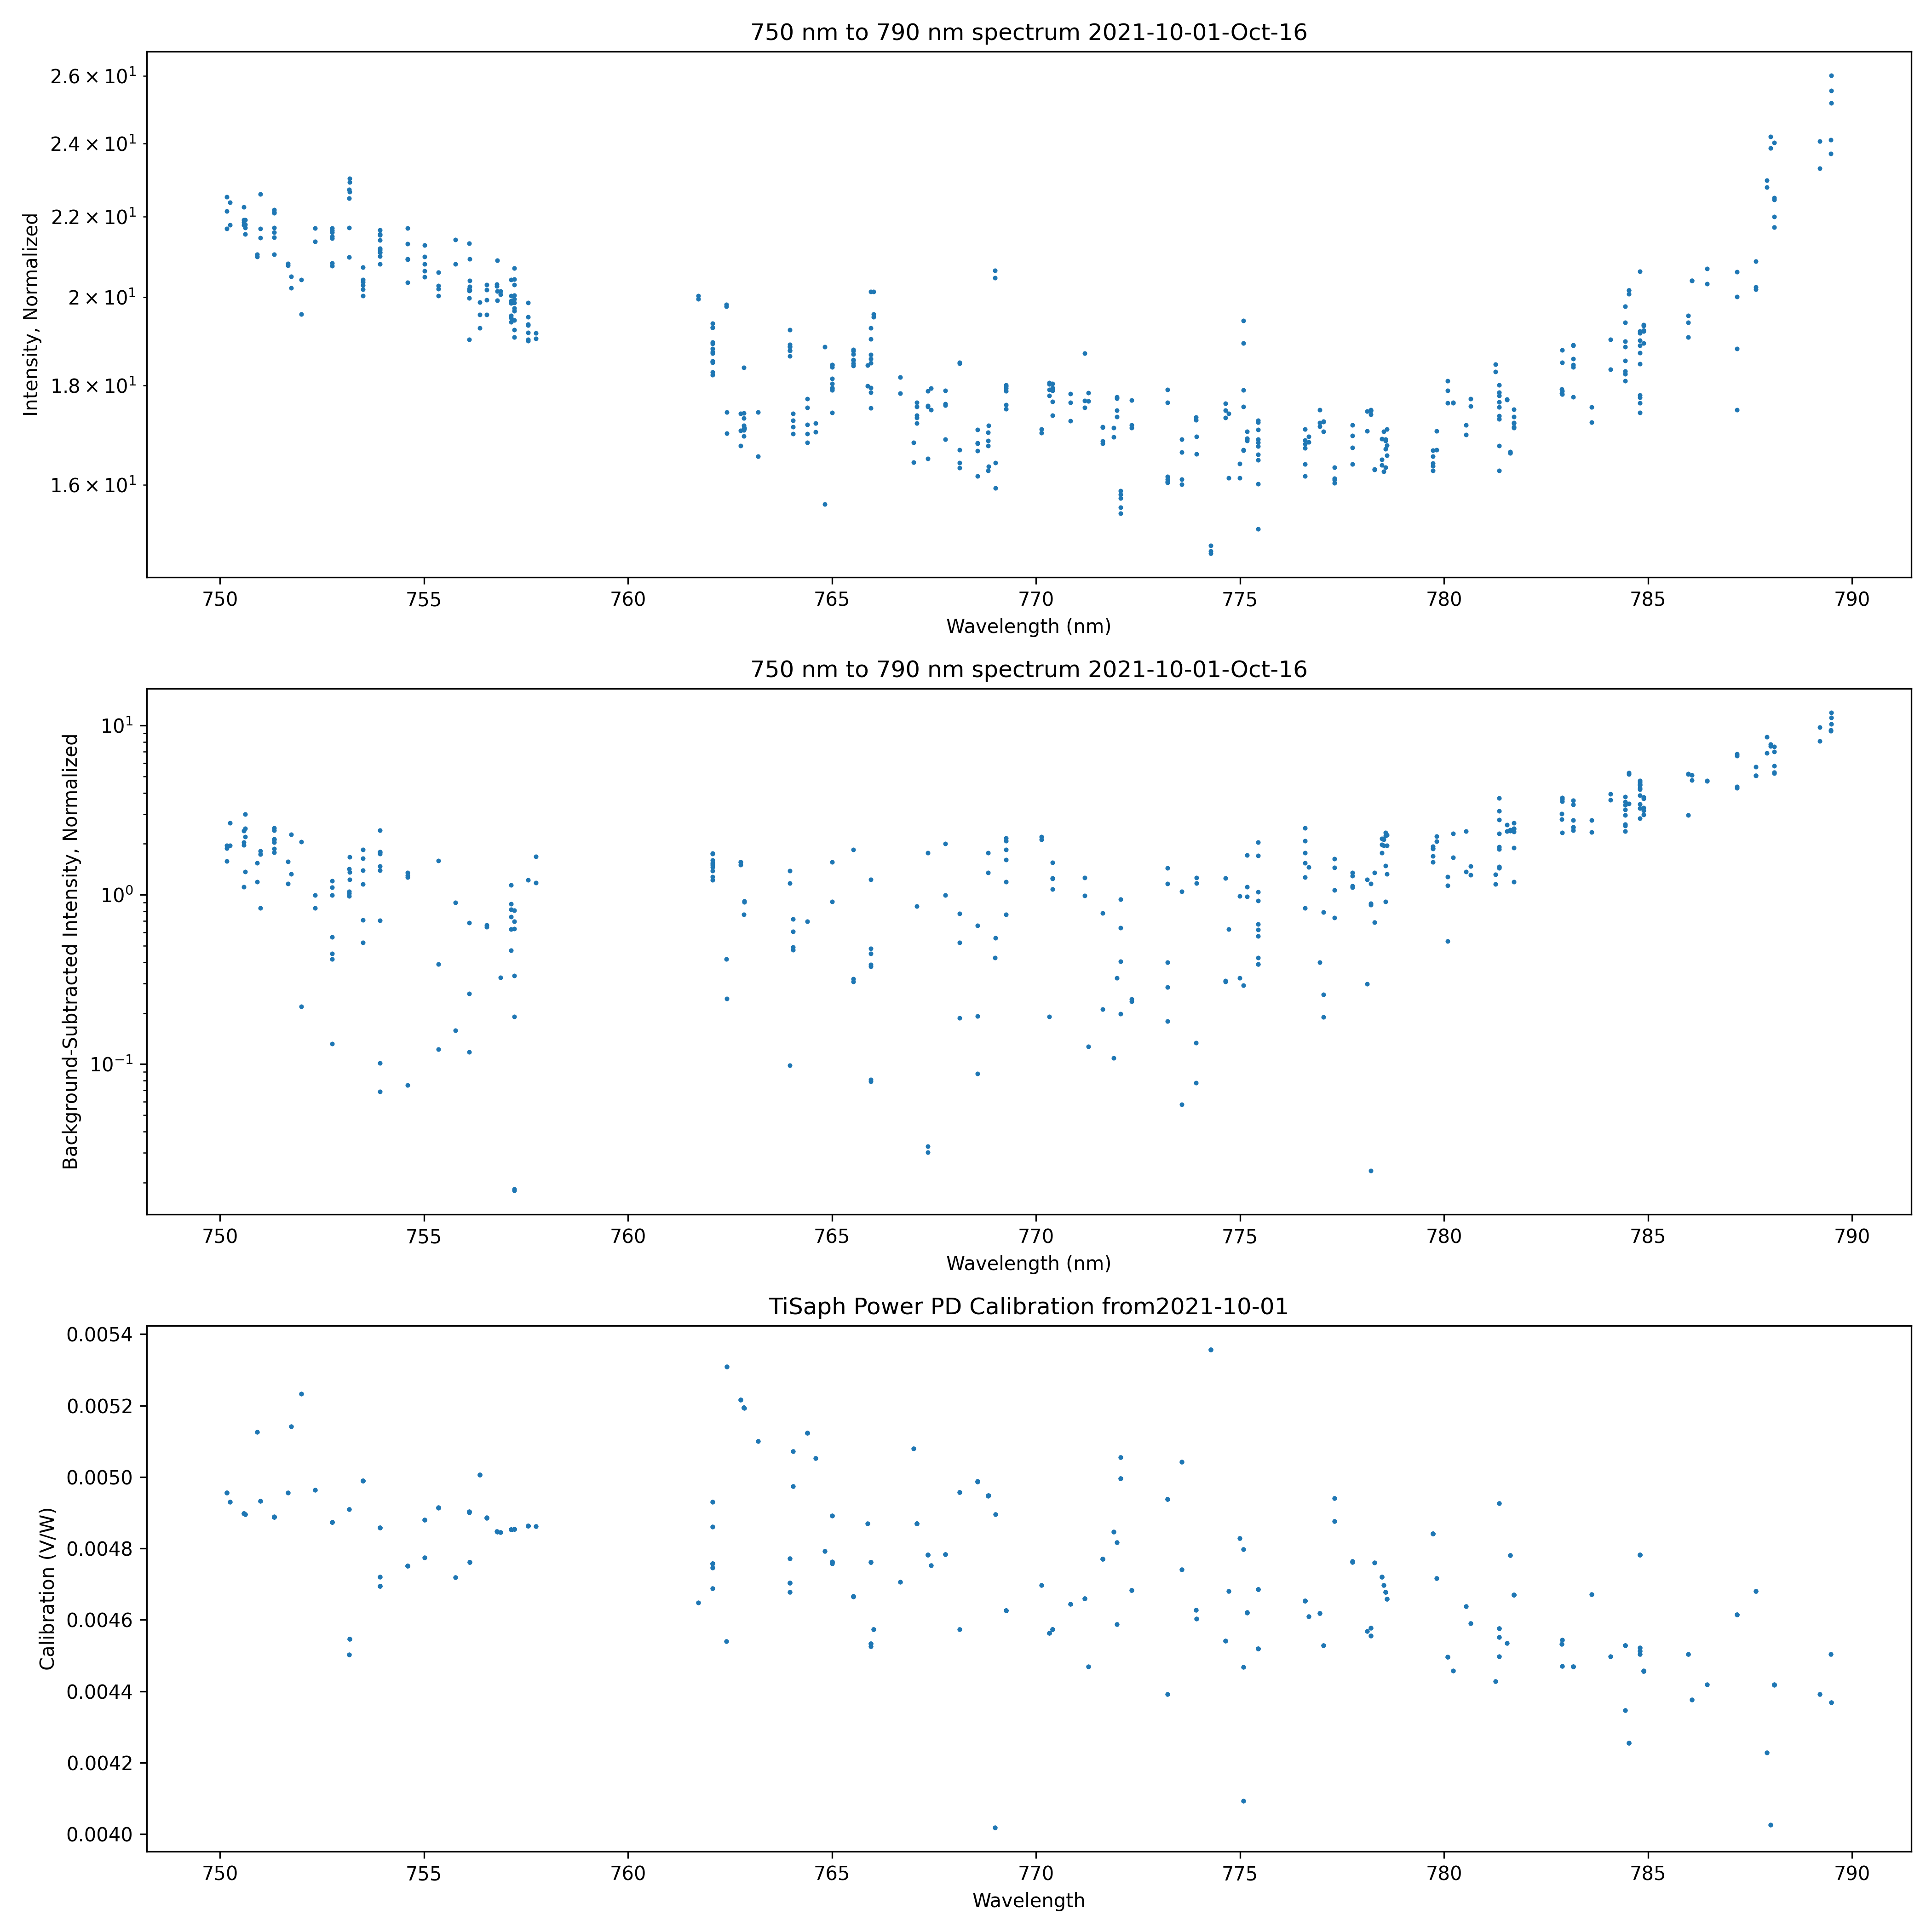 750 nm to 790 nm spectrum 2021-10-01-Oct-16
2.6 × 10¹
2.4 × 10¹
2.2 × 10¹
2 × 10¹
1.8 × 10¹
1.6 × 10¹
Intensity, Normalized
750 755 760 765 770 775 780 785 790
Wavelength (nm)
750 nm to 790 nm spectrum 2021-10-01-Oct-16
10¹
10⁰
10⁻¹
Background-Subtracted Intensity, Normalized
750 755 760 765 770 775 780 785 790
Wavelength (nm)
TiSaph Power PD Calibration from2021-10-01
0.0054
0.0052
0.0050
0.0048
0.0046
0.0044
0.0042
0.0040
Calibration (V/W)
750 755 760 765 770 775 780 785 790
Wavelength